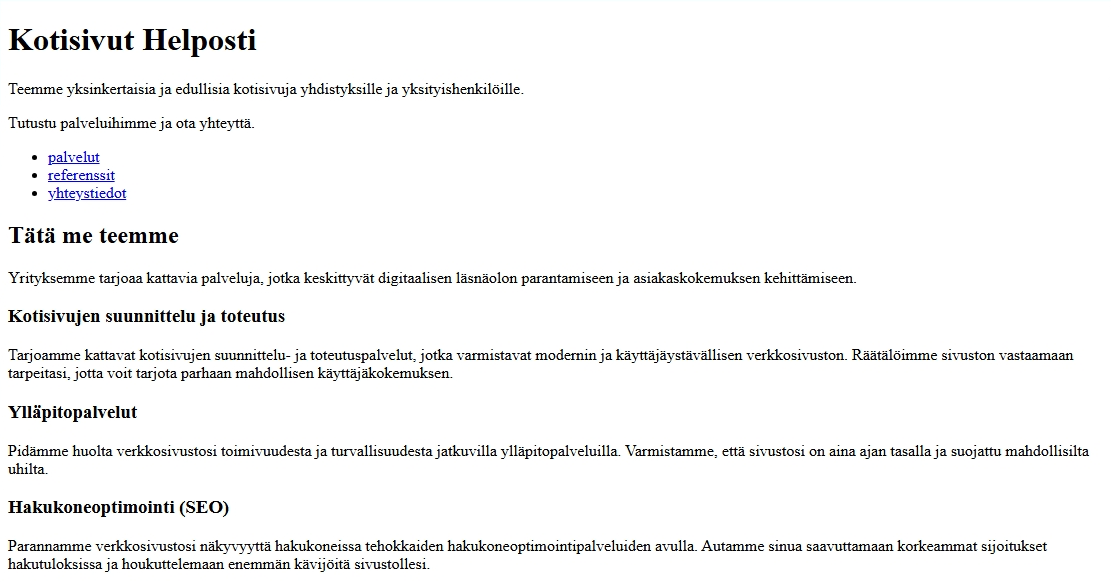 Kotisivut Helposti
Teemme yksinkertaisia ja edullisia kotisivuja yhdistyksille ja yksityishenkilöille.
Tutustu palveluihimme ja ota yhteyttä.
palvelut
referenssit
yhteystiedot
Tätä me teemme
Yrityksemme tarjoaa kattavia palveluja, jotka keskittyvät digitaalisen läsnäolon parantamiseen ja asiakaskokemuksen kehittämiseen.
Kotisivujen suunnittelu ja toteutus
Tarjoamme kattavat kotisivujen suunnittelu- ja toteutuspalvelut, jotka varmistavat modernin ja käyttäjäystävällisen verkkosivuston. Räätälöimme sivuston vastaamaan
tarpeitasi, jotta voit tarjota parhaan mahdollisen käyttäjäkokemuksen.
Ylläpitopalvelut
Pidämme huolta verkkosivustosi toimivuudesta ja turvallisuudesta jatkuvilla ylläpitopalveluilla. Varmistamme, että sivustosi on aina ajan tasalla ja suojattu mahdollisilta
uhilta.
Hakukoneoptimointi (SEO)
Parannamme verkkosivustosi näkyvyyttä hakukoneissa tehokkaiden hakukoneoptimointipalveluiden avulla. Autamme sinua saavuttamaan korkeammat sijoitukset
hakutuloksissa ja houkuttelemaan enemmän kävijöitä sivustollesi.